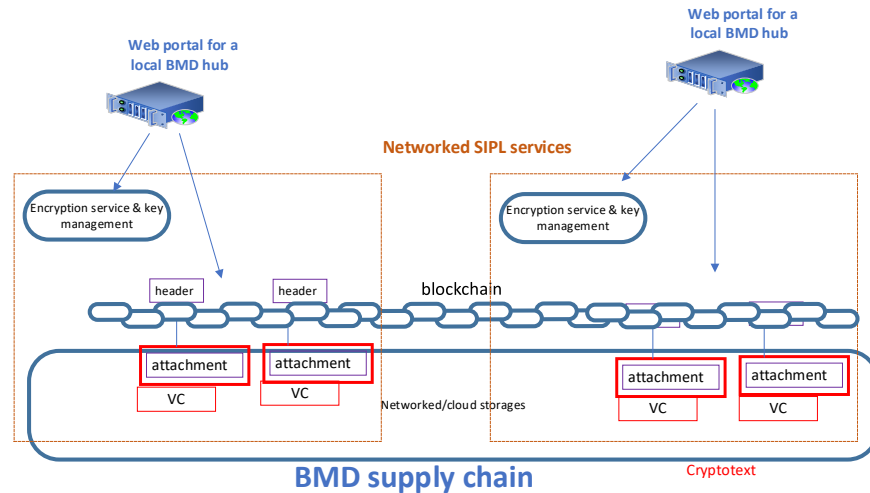 Web portal for a
local BMD hub
Web portal for a
local BMD hub
Networked SIPL services
Encryption service & key
management
Encryption service & key
management
header
header
blockchain
attachment
attachment
attachment
attachment
VC
VC
VC
VC
Networked/cloud storages
BMD supply chain
Cryptotext